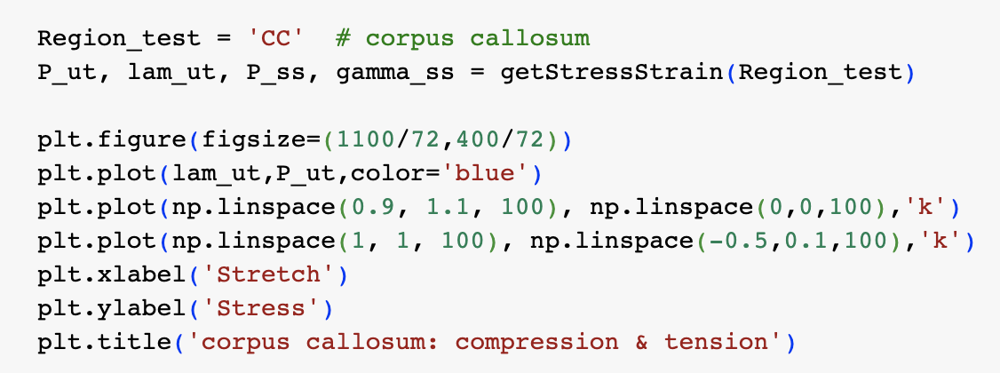 Region_test = 'CC'  # corpus callosum
P_ut, lam_ut, P_ss, gamma_ss = getStressStrain(Region_test)
plt.figure(figsize=(1100/72,400/72))
plt.plot(lam_ut,P_ut,color='blue')
plt.plot(np.linspace(0.9, 1.1, 100), np.linspace(0,0,100),'k')
plt.plot(np.linspace(1, 1, 100), np.linspace(-0.5,0.1,100),'k')
plt.xlabel('Stretch')
plt.ylabel('Stress')
plt.title('corpus callosum: compression & tension')